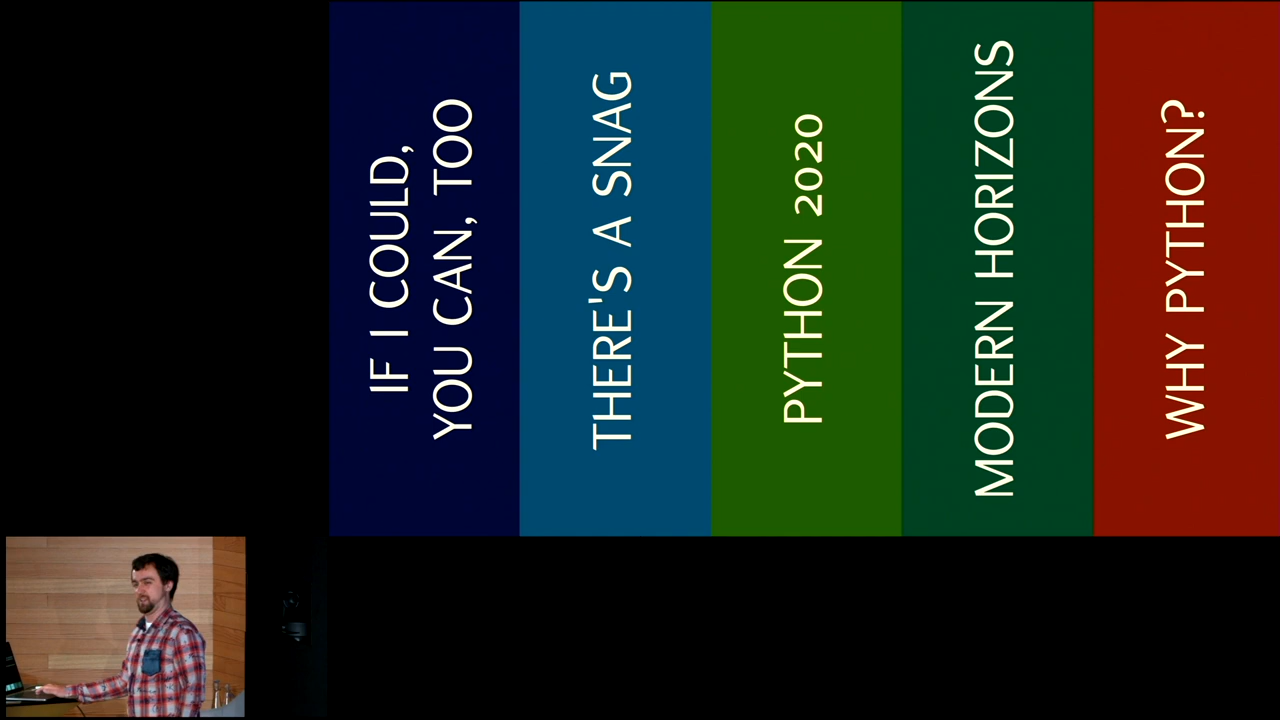 IF I COULD,
YOU CAN, TOO
THERE'S A SNAG
PYTHON 2020
MODERN HORIZONS
WHY PYTHON?